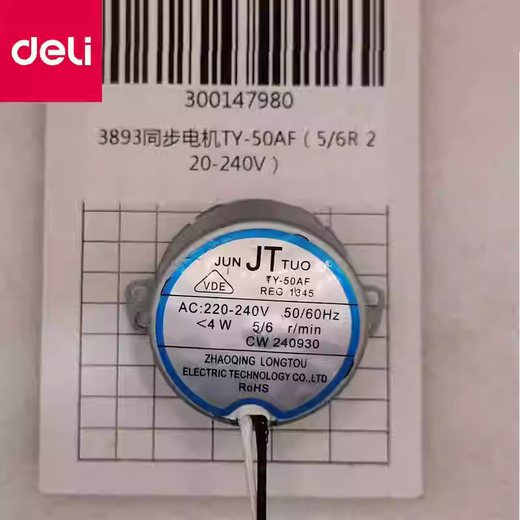 deli
300147980
3893同步电机TY-50AF（5/6R 2
20-240V）
JUN JT TUO
VDE
TY-50AF
REG 1345
AC:220-240V 50/60Hz
<4W 5/6 r/min
CW 240930
ZHAOQING LONGTOU
ELECTRIC TECHNOLOGY CO.,LTD
RoHS